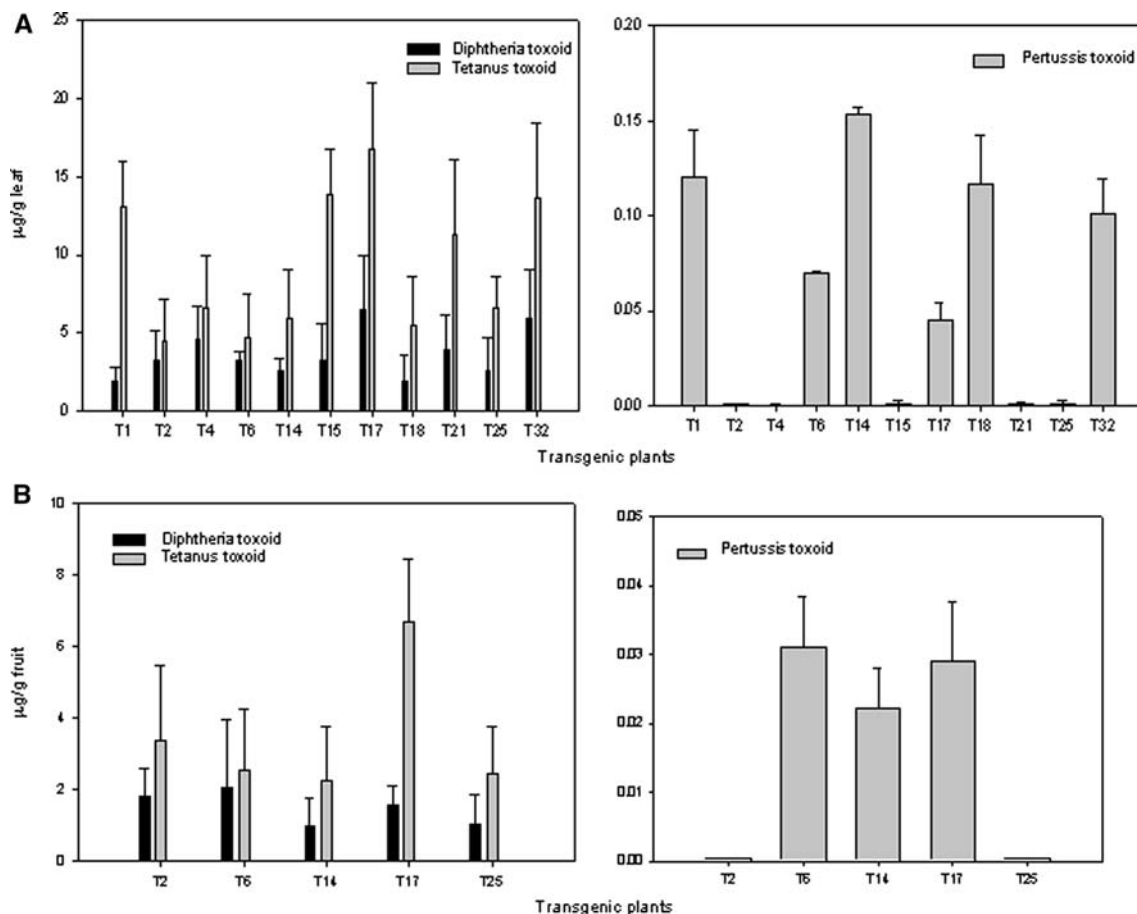 A
25
20
15
10
5
0
µg/g leaf
Diphtheria toxoid
Tetanus toxoid
T1 T2 T4 T6 T14 T15 T17 T18 T21 T25 T32
0.20
0.15
0.10
0.05
0.00
Pertussis toxoid
T1 T2 T4 T6 T14 T15 T17 T18 T21 T25 T32
Transgenic plants
B
10
8
6
4
2
0
µg/g fruit
Diphtheria toxoid
Tetanus toxoid
T2 T6 T14 T17 T25
0.05
0.04
0.03
0.02
0.01
0.00
Pertussis toxoid
T2 T6 T14 T17 T25
Transgenic plants